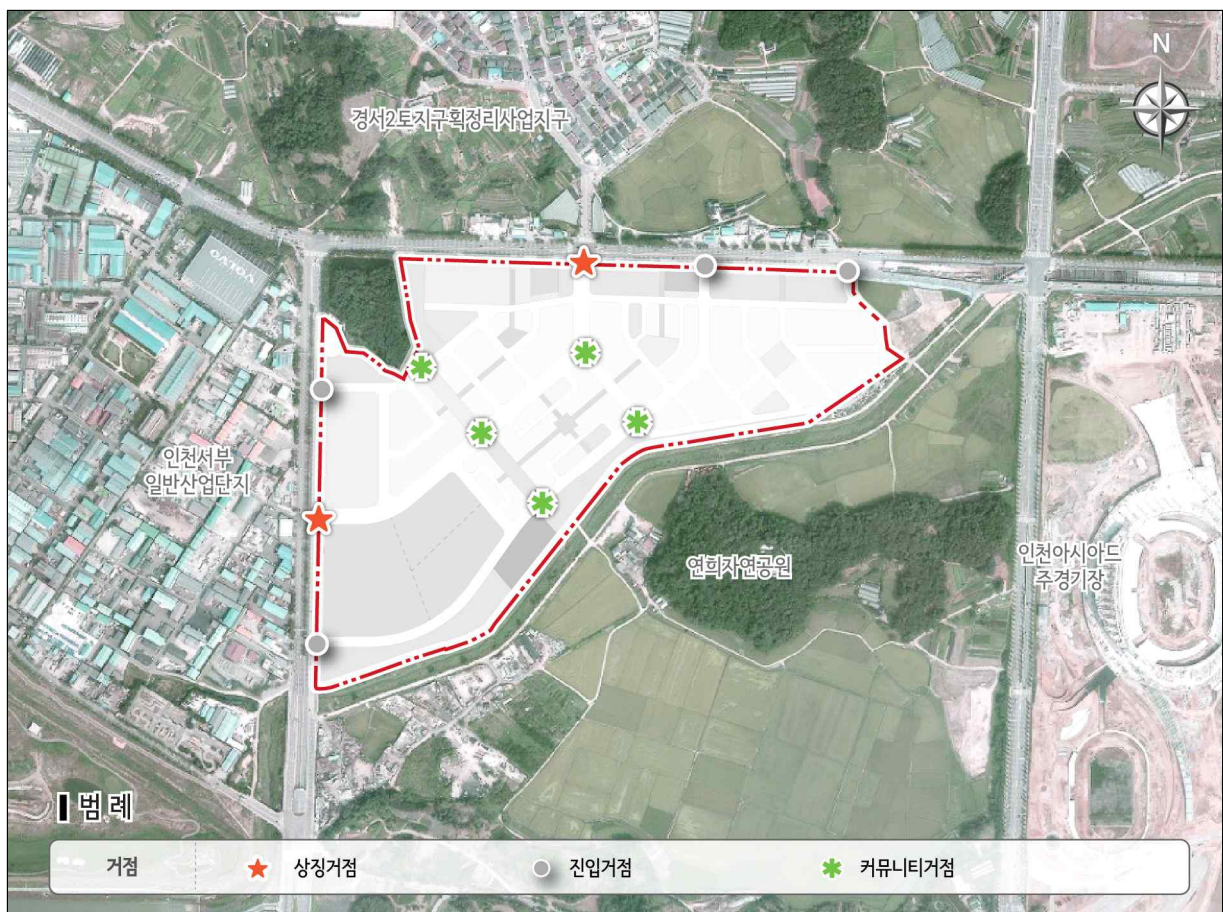 N
경서2토지구획정리사업지구
VOLVO
인천서부
일반산업단지
연희자연공원
인천아시아드
주경기장
범 례
거점
상징거점
진입거점
커뮤니티거점